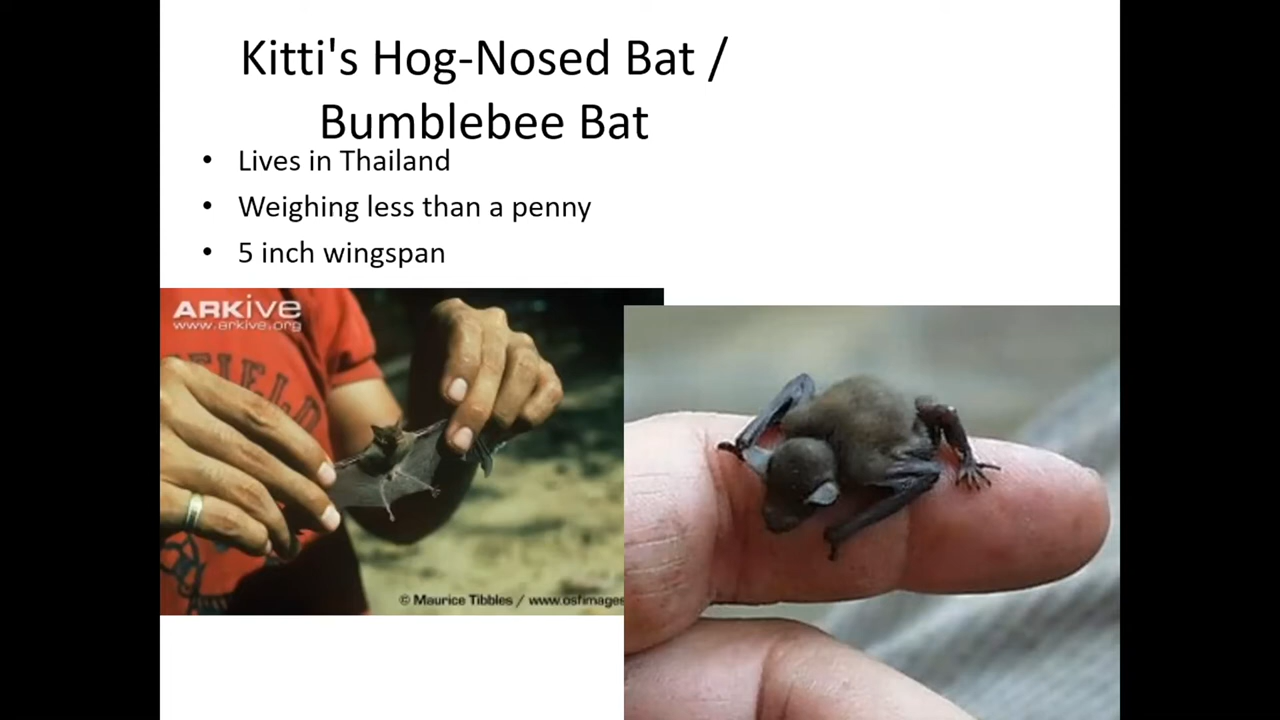 Kitti's Hog-Nosed Bat /
Bumblebee Bat
• Lives in Thailand
• Weighing less than a penny
• 5 inch wingspan
ARKive
www.arkive.org
FIELD
© Maurice Tibbles / www.osfimages